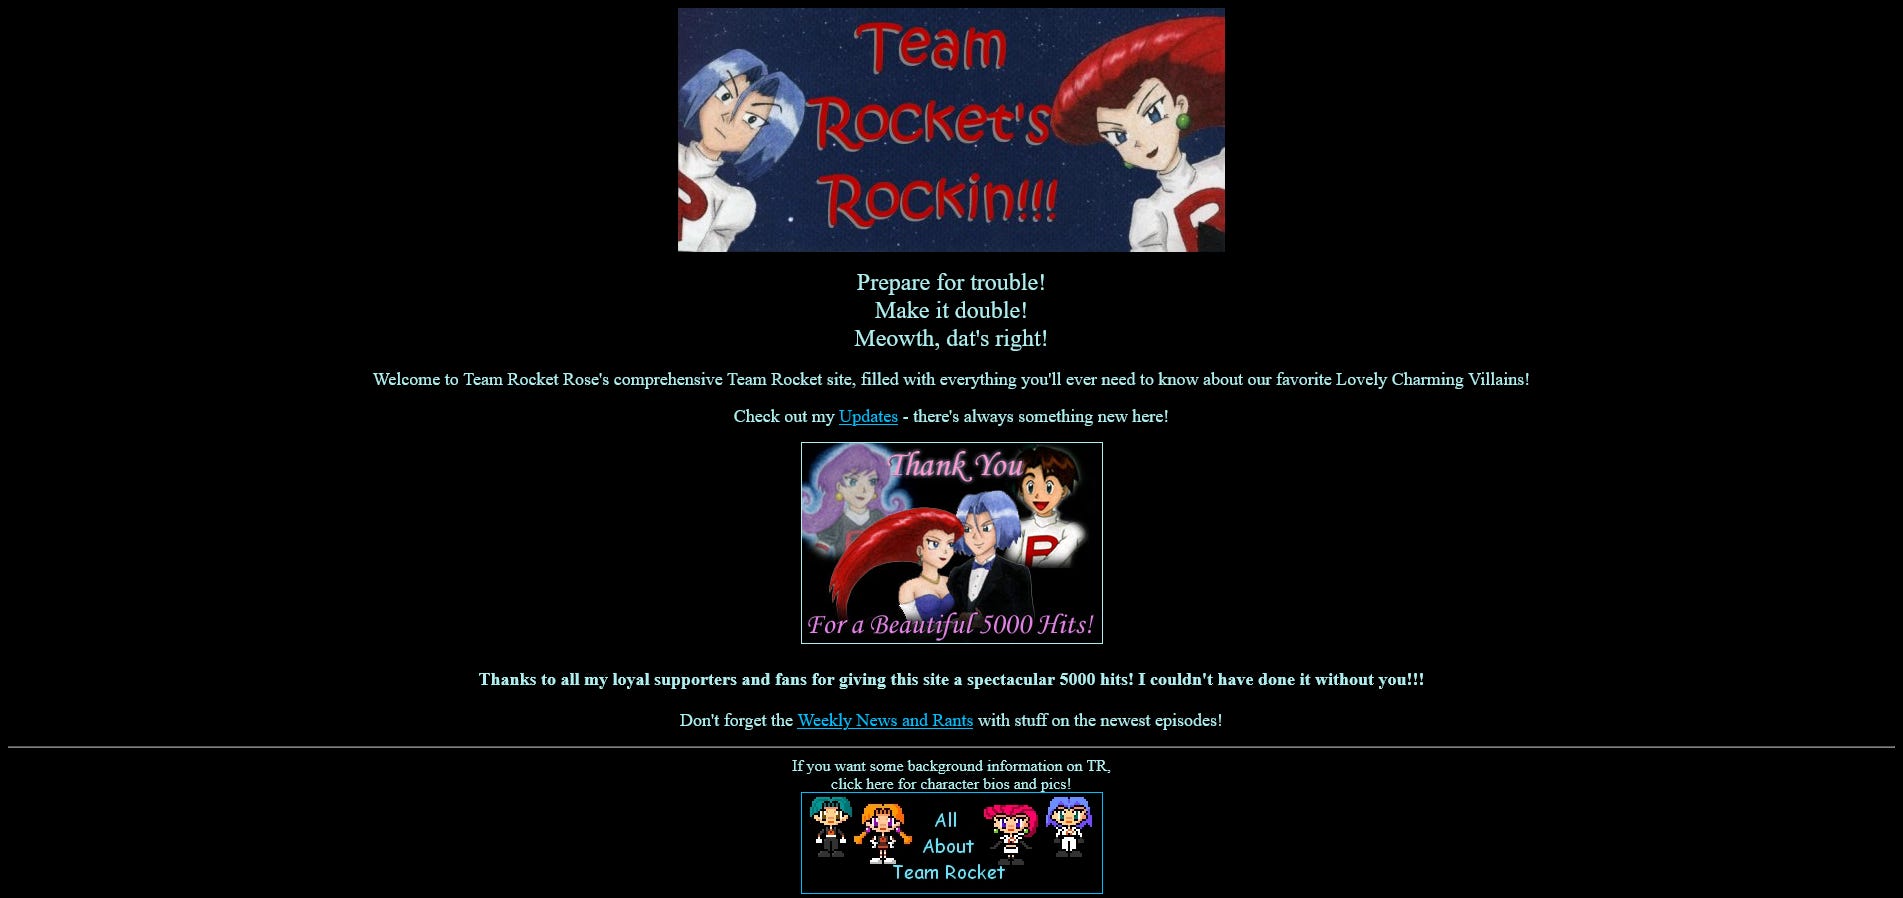 Team
Rocket's
Rockin!!!
Prepare for trouble!
Make it double!
Meowth, dat's right!
Welcome to Team Rocket Rose's comprehensive Team Rocket site, filled with everything you'll ever need to know about our favorite Lovely Charming Villains!
Check out my Updates - there's always something new here!
Thank You
For a Beautiful 5000 Hits!
Thanks to all my loyal supporters and fans for giving this site a spectacular 5000 hits! I couldn't have done it without you!!!
Don't forget the Weekly News and Rants with stuff on the newest episodes!
If you want some background information on TR,
click here for character bios and pics!
All
About
Team Rocket